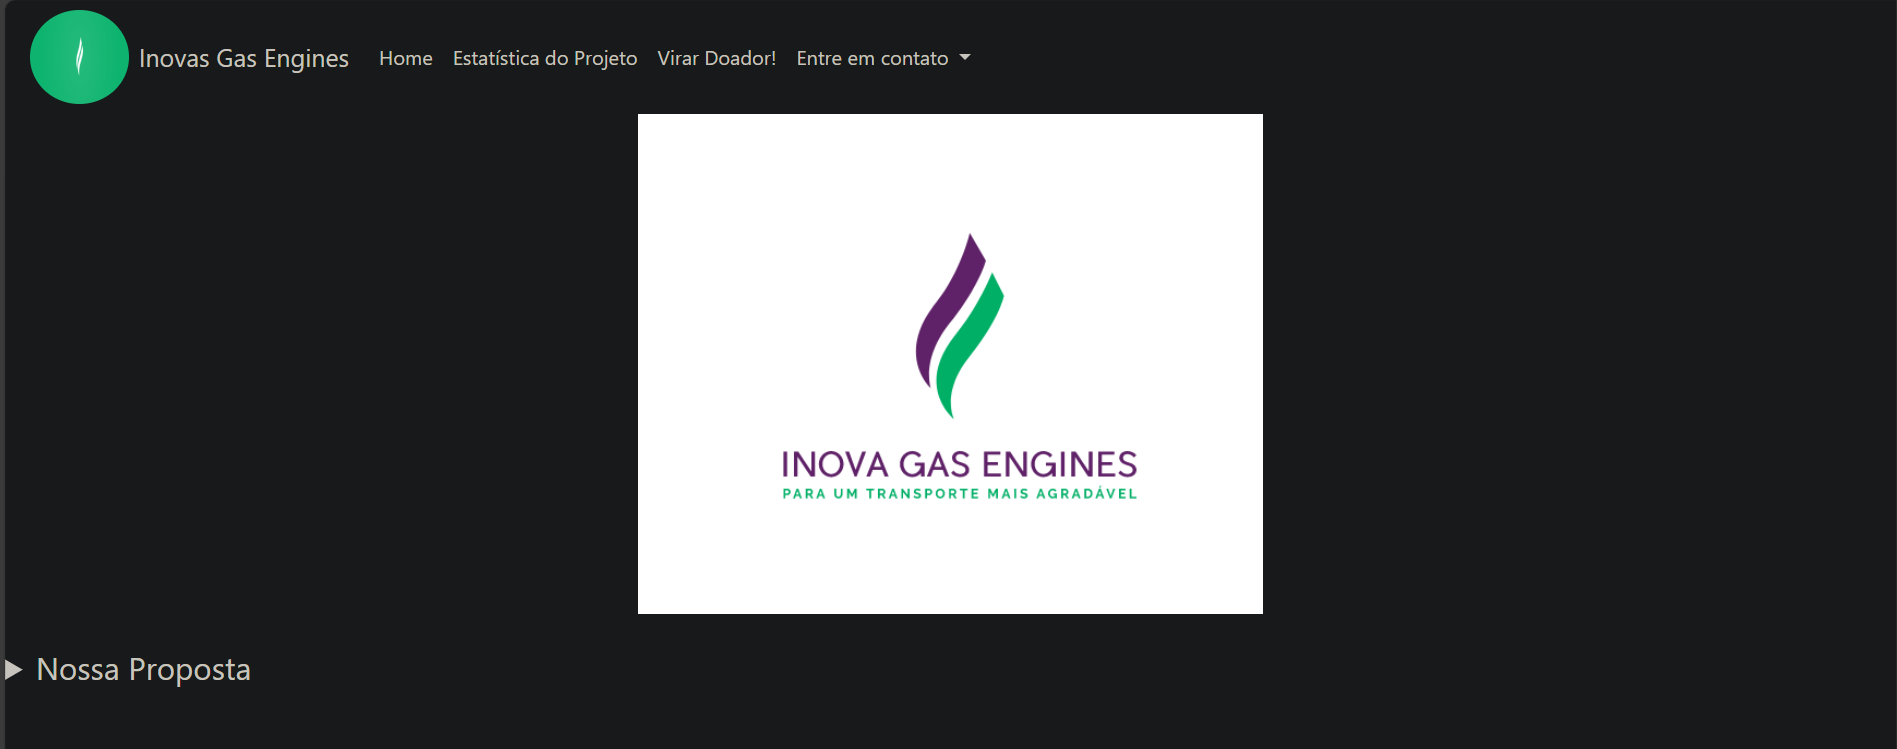 Inovas Gas Engines Home Estatística do Projeto Virar Doador! Entre em contato
INOVA GAS ENGINES
PARA UM TRANSPORTE MAIS AGRADÁVEL
Nossa Proposta